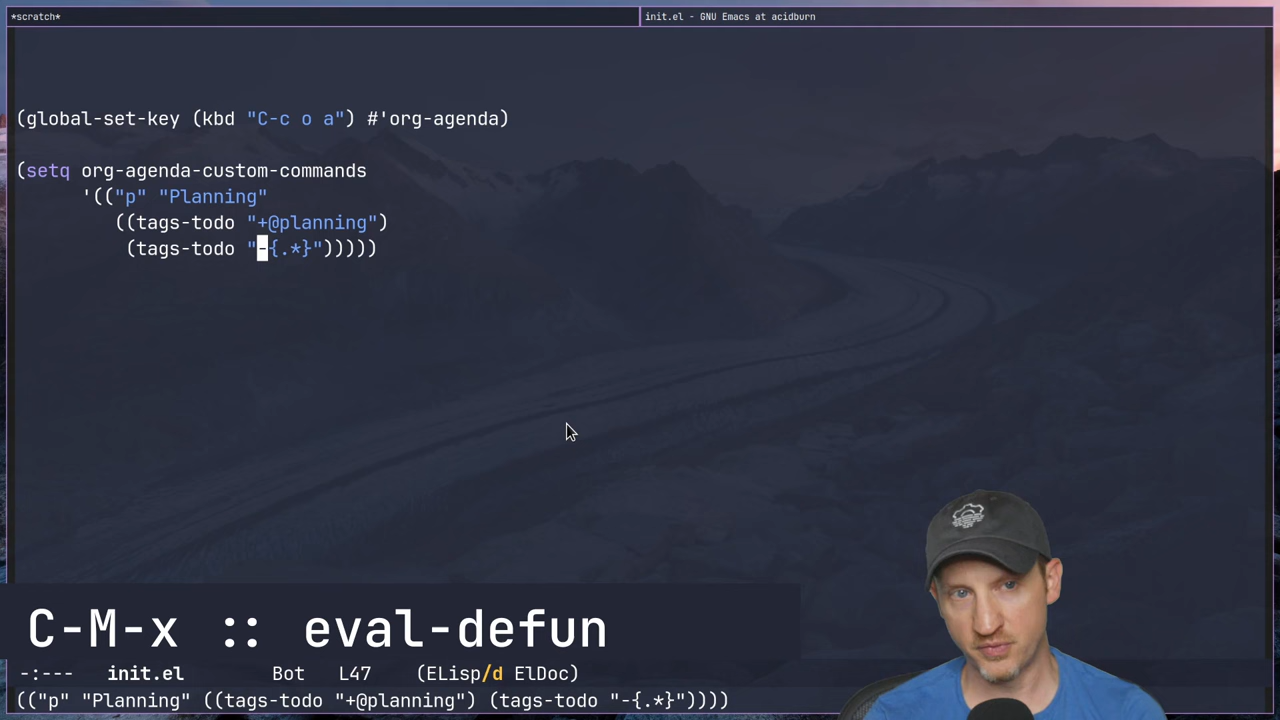 *scratch*
init.el - GNU Emacs at acidburn
(global-set-key (kbd "C-c o a") #'org-agenda)
(setq org-agenda-custom-commands
'(("p" "Planning"
((tags-todo "+@planning")
(tags-todo "-{.*}")))))
C-M-x :: eval-defun
-:--- init.el Bot L47 (ELisp/d ElDoc)
(("p" "Planning" ((tags-todo "+@planning") (tags-todo "-{.*}"))))